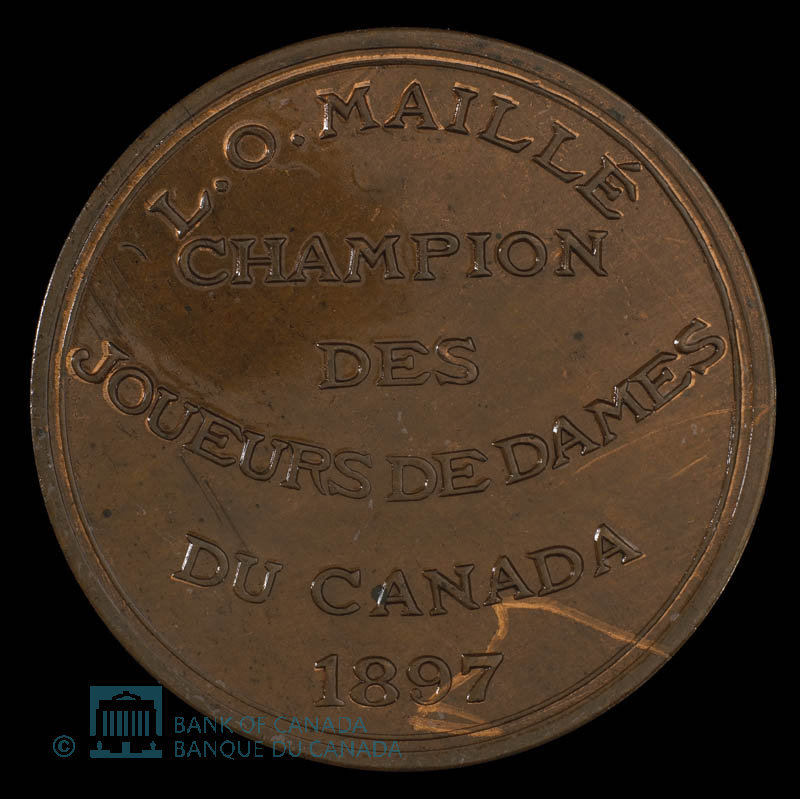 L.O.MAILLÉ
CHAMPION
DES
JOUEURS DE DAMES
DU CANADA
1897
© BANK OF CANADA
BANQUE DU CANADA